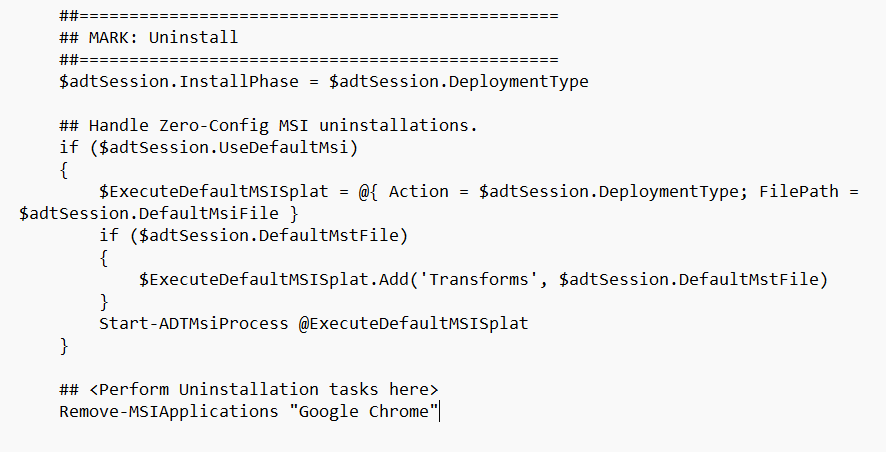 ##================================================
## MARK: Uninstall
##================================================
$adtSession.InstallPhase = $adtSession.DeploymentType
## Handle Zero-Config MSI uninstallations.
if ($adtSession.UseDefaultMsi)
{
$ExecuteDefaultMSISplat = @{ Action = $adtSession.DeploymentType; FilePath =
$adtSession.DefaultMsiFile }
if ($adtSession.DefaultMstFile)
{
$ExecuteDefaultMSISplat.Add('Transforms', $adtSession.DefaultMstFile)
}
Start-ADTMsiProcess @ExecuteDefaultMSISplat
}
## <Perform Uninstallation tasks here>
Remove-MSIApplications "Google Chrome"